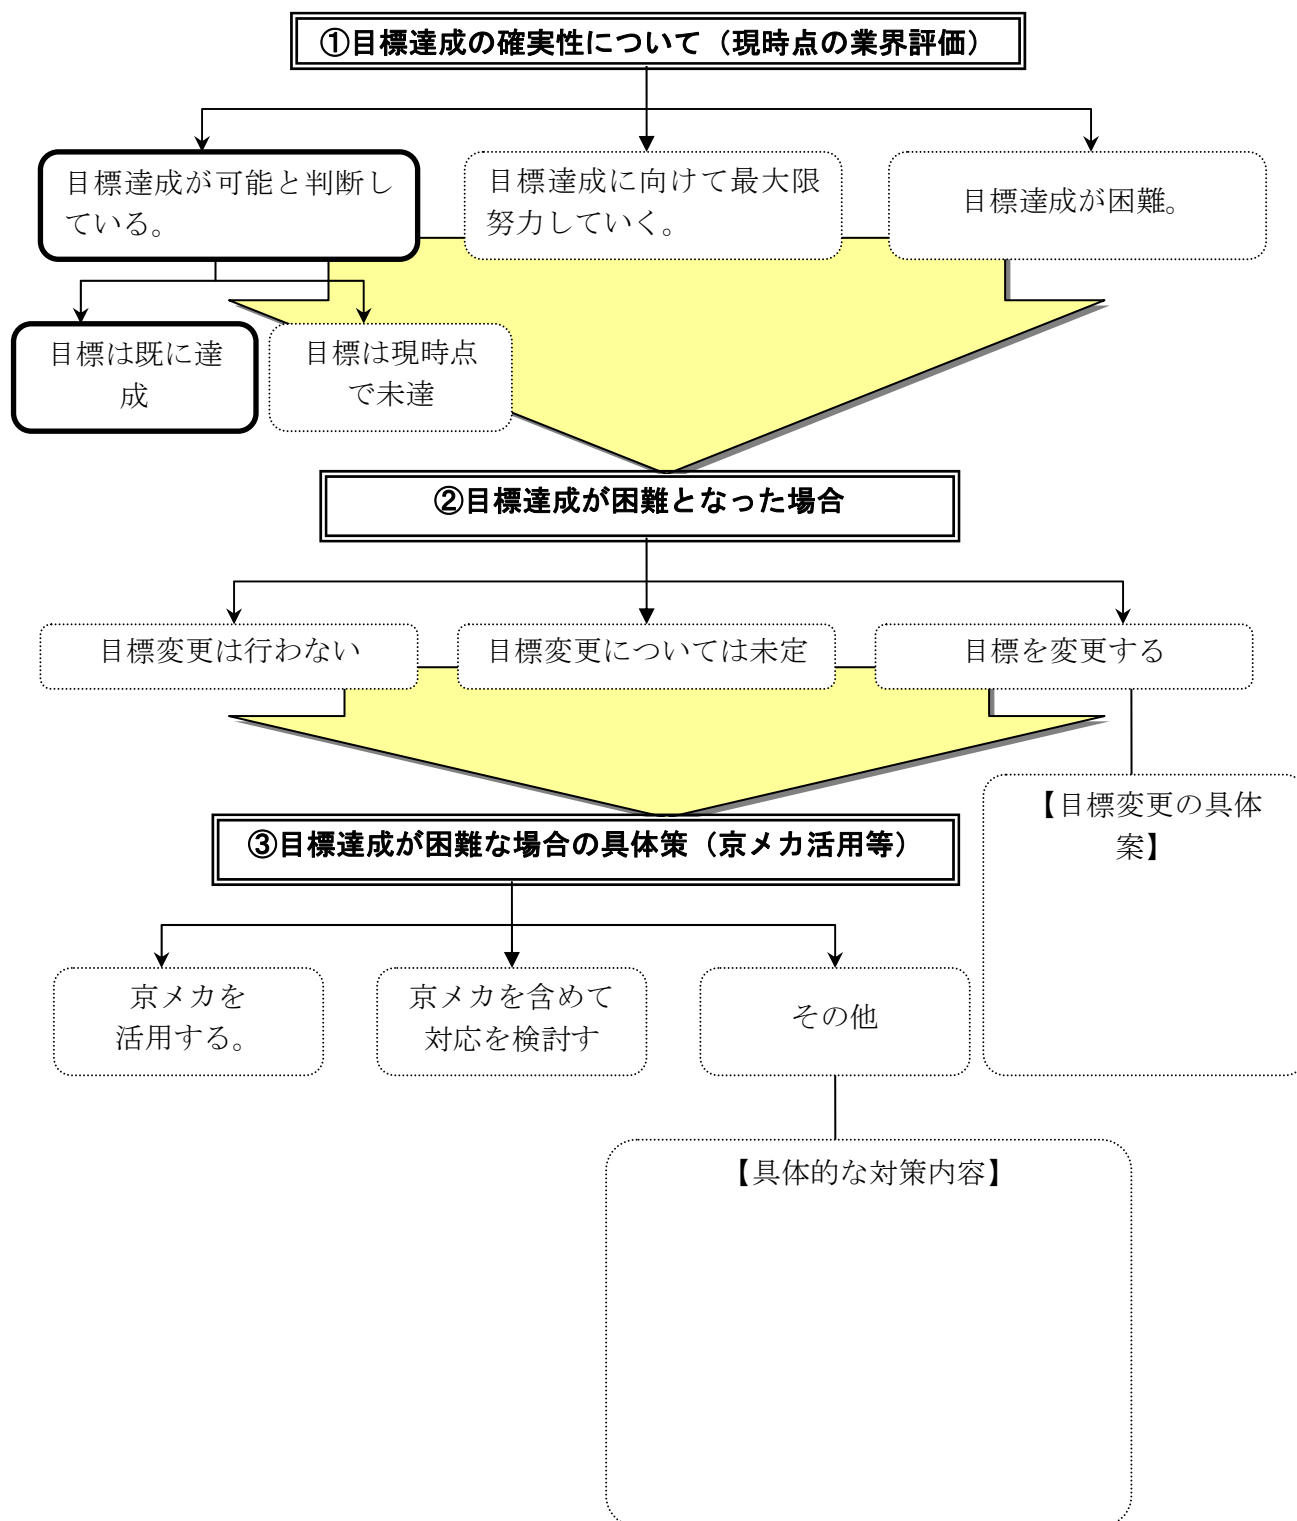 ①目標達成の確実性について（現時点の業界評価）
目標達成が可能と判断し
ている。
目標達成に向けて最大限
努力していく。
目標達成が困難。
目標は既に達
成
目標は現時点
で未達
②目標達成が困難となった場合
目標変更は行わない
目標変更については未定
目標を変更する
【目標変更の具体
案】
③目標達成が困難な場合の具体策（京メカ活用等）
京メカを
活用する。
京メカを含めて
対応を検討す
その他
【具体的な対策内容】